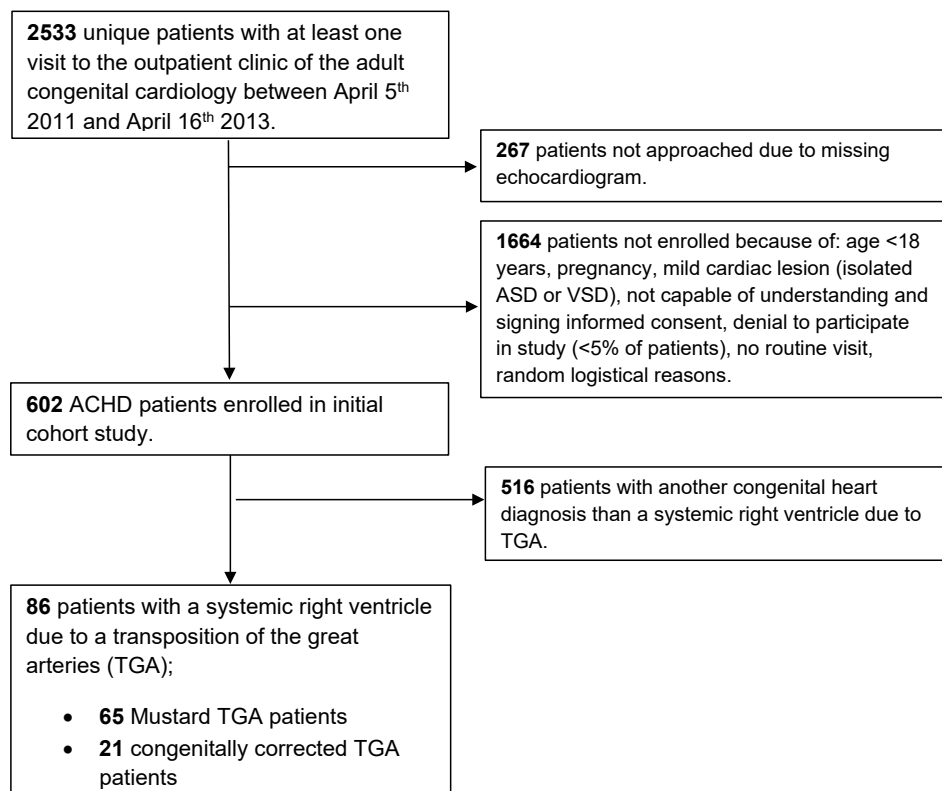 2533 unique patients with at least one
visit to the outpatient clinic of the adult
congenital cardiology between April 5th
2011 and April 16th 2013.
267 patients not approached due to missing
echocardiogram.
1664 patients not enrolled because of: age <18
years, pregnancy, mild cardiac lesion (isolated
ASD or VSD), not capable of understanding and
signing informed consent, denial to participate
in study (<5% of patients), no routine visit,
random logistical reasons.
602 ACHD patients enrolled in initial
cohort study.
516 patients with another congenital heart
diagnosis than a systemic right ventricle due to
TGA.
86 patients with a systemic right ventricle
due to a transposition of the great
arteries (TGA);
• 65 Mustard TGA patients
• 21 congenitally corrected TGA
patients